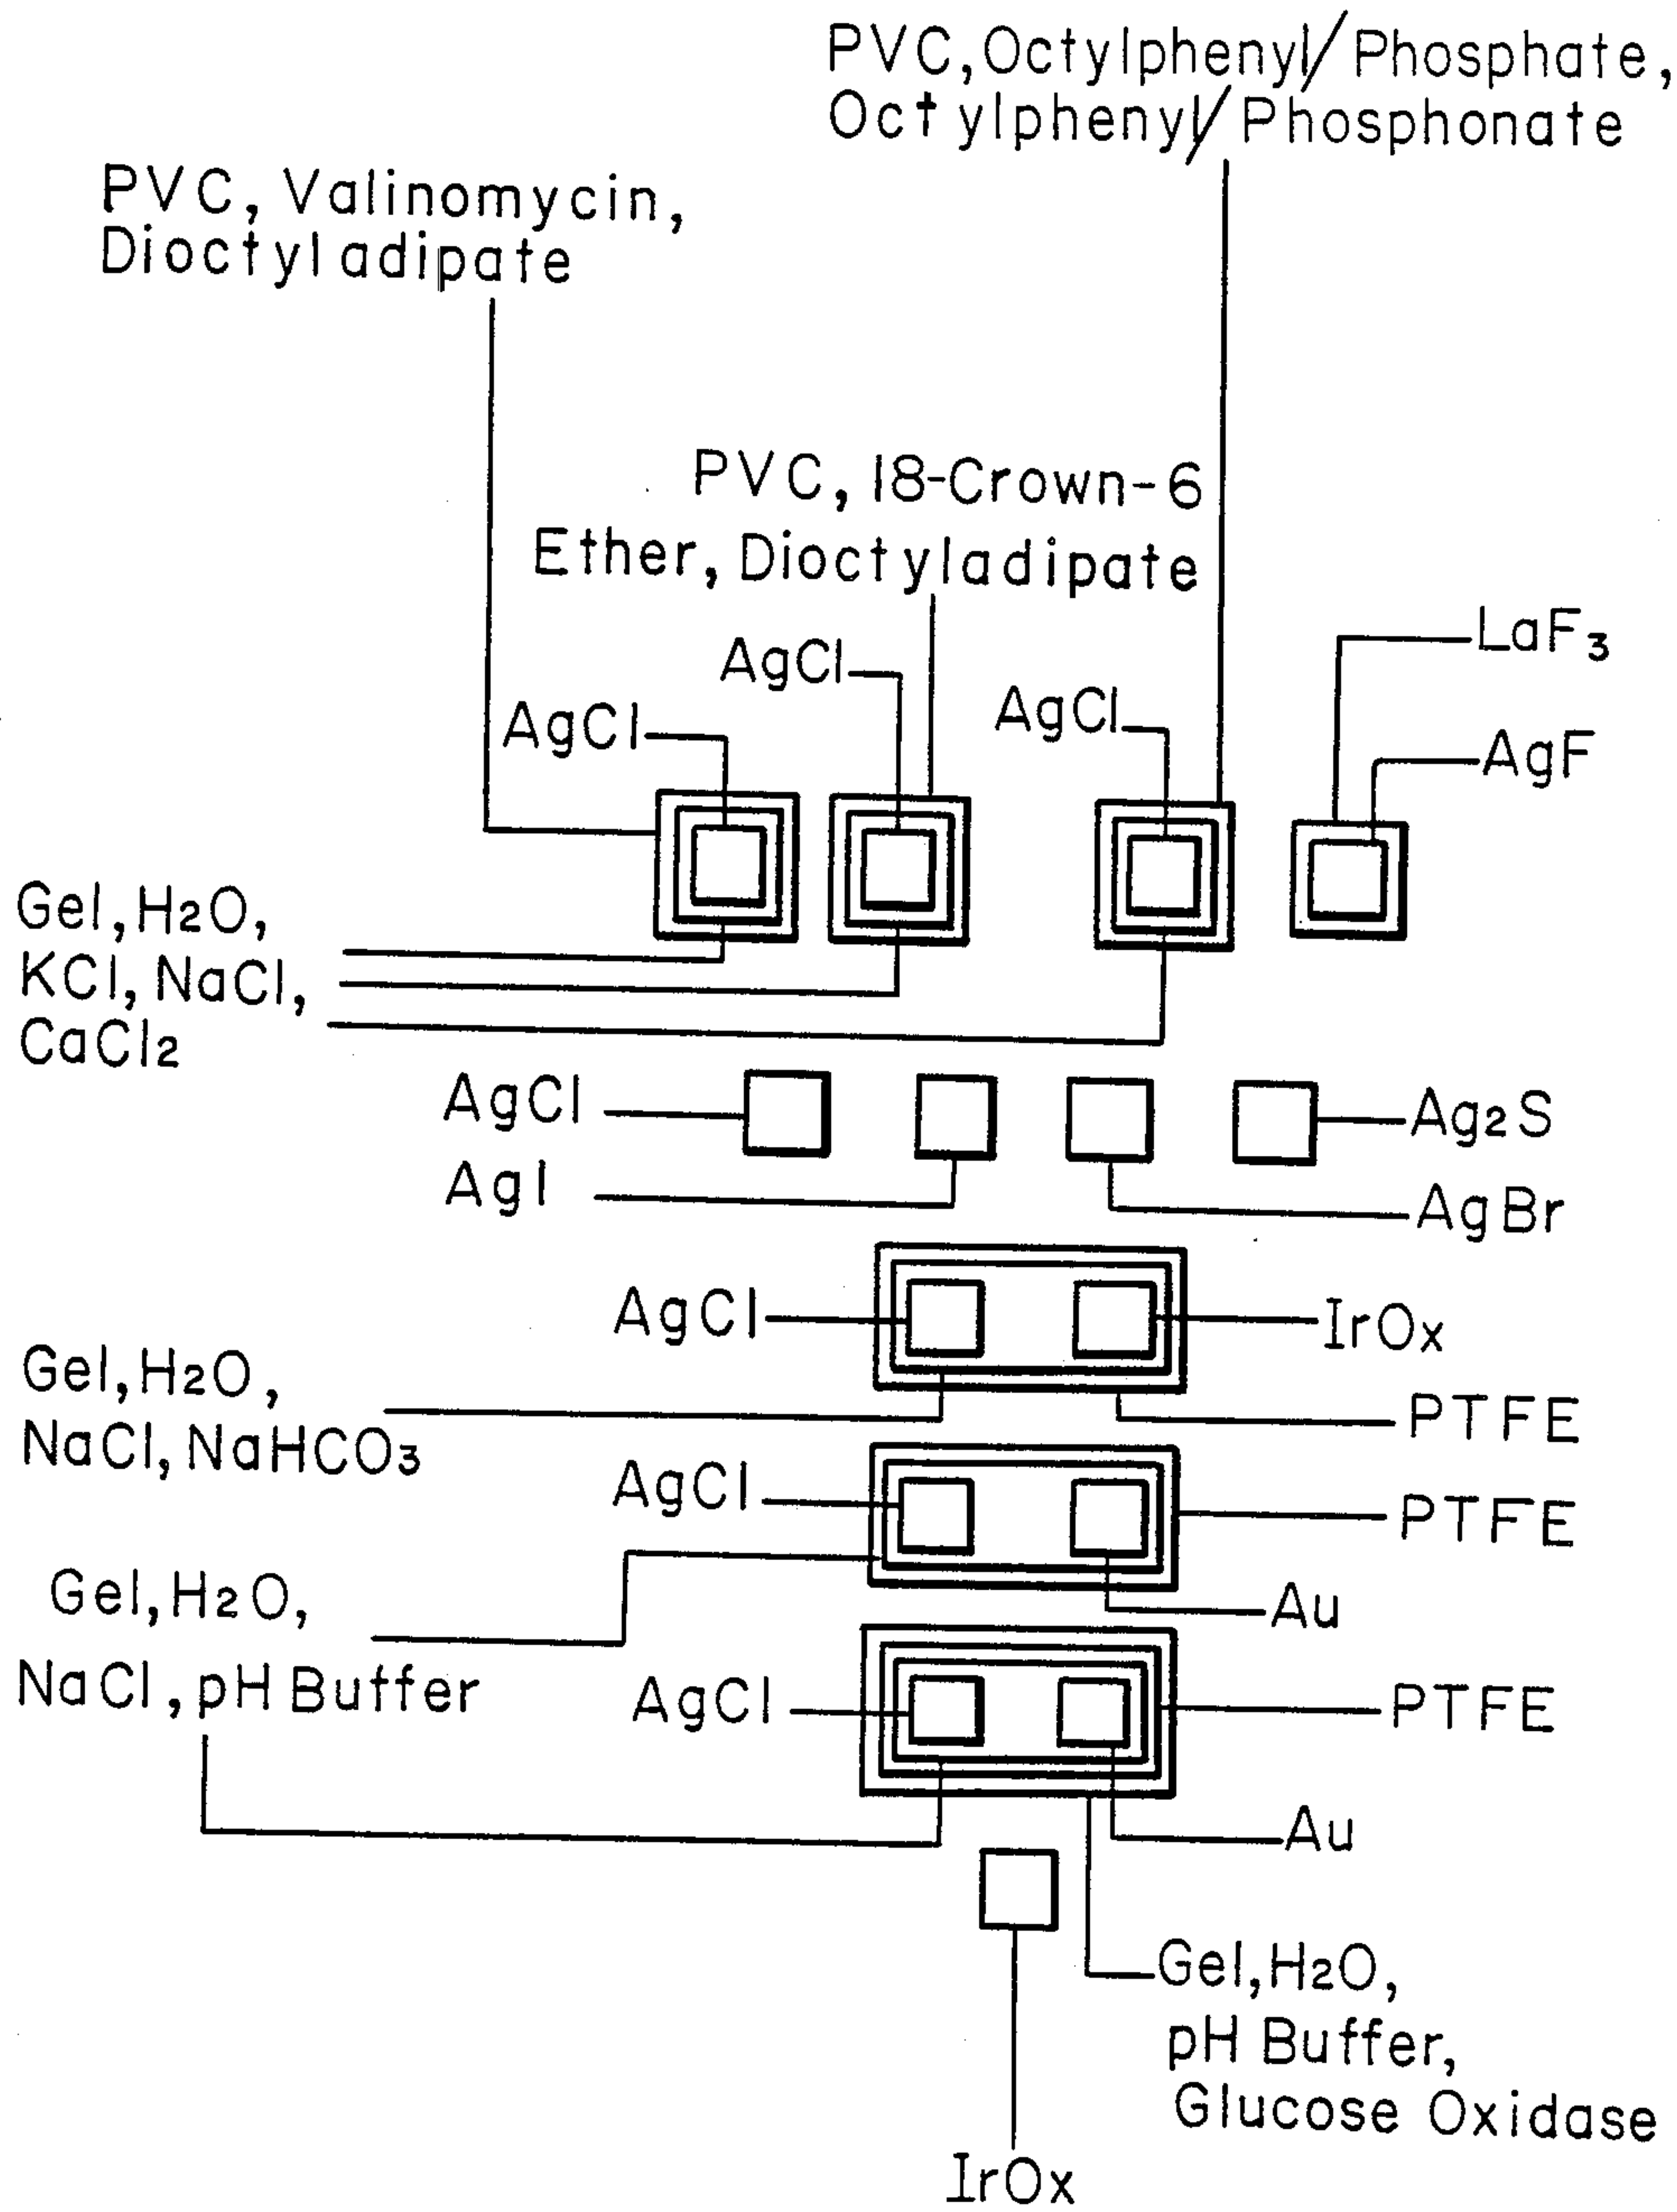 PVC, Octylphenyl/Phosphate,
Octylphenyl/Phosphonate
PVC, Valinomycin,
Dioctyladipate
PVC, 18-Crown-6
Ether, Dioctyladipate
LaF3
AgCl
AgCl
AgCl
AgF
Gel, H2O,
KCl, NaCl,
CaCl2
AgCl
Ag2S
AgI
AgBr
AgCl
IrOx
Gel, H2O,
NaCl, NaHCO3
PTFE
AgCl
PTFE
Gel, H2O,
NaCl, pH Buffer
Au
AgCl
PTFE
Au
Gel, H2O,
pH Buffer,
Glucose Oxidase
IrOx